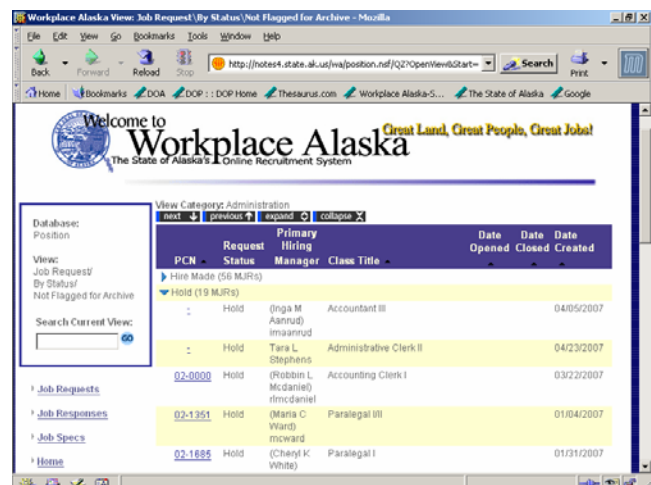 Workplace Alaska View: Job Request\By Status\Not Flagged for Archive - Mozilla
File Edit View Go Bookmarks Tools Window Help
Back Forward Reload Stop http://notes4.state.ak.us/wa/position.nsf/QZ?OpenView&Start= Search Print
Home Bookmarks DOA DOP :: DOP Home Thesaurus.com Workplace Alaska-S... The State of Alaska Google
Welcome to
Workplace Alaska
The State of Alaska's Online Recruitment System
Great Land, Great People, Great Jobs!
Database:
Position
View:
Job Request/
By Status/
Not Flagged for Archive
Search Current View:
GO
Job Requests
Job Responses
Job Specs
Home
View Category: Administration
next previous expand collapse
PCN Request Status Primary Hiring Manager Class Title Date Opened Date Closed Date Created
Hire Made (56 MJRs)
Hold (19 MJRs)
- Hold (Inga M Aanrud) imaanrud Accountant III 04/05/2007
- Hold Tara L Stephens Administrative Clerk II 04/23/2007
02-0000 Hold (Robbin L Mcdaniel) rlmcdaniel Accounting Clerk I 03/22/2007
02-1351 Hold (Maria C Ward) mcward Paralegal I/II 01/04/2007
02-1685 Hold (Cheryl K White) Paralegal I 01/31/2007